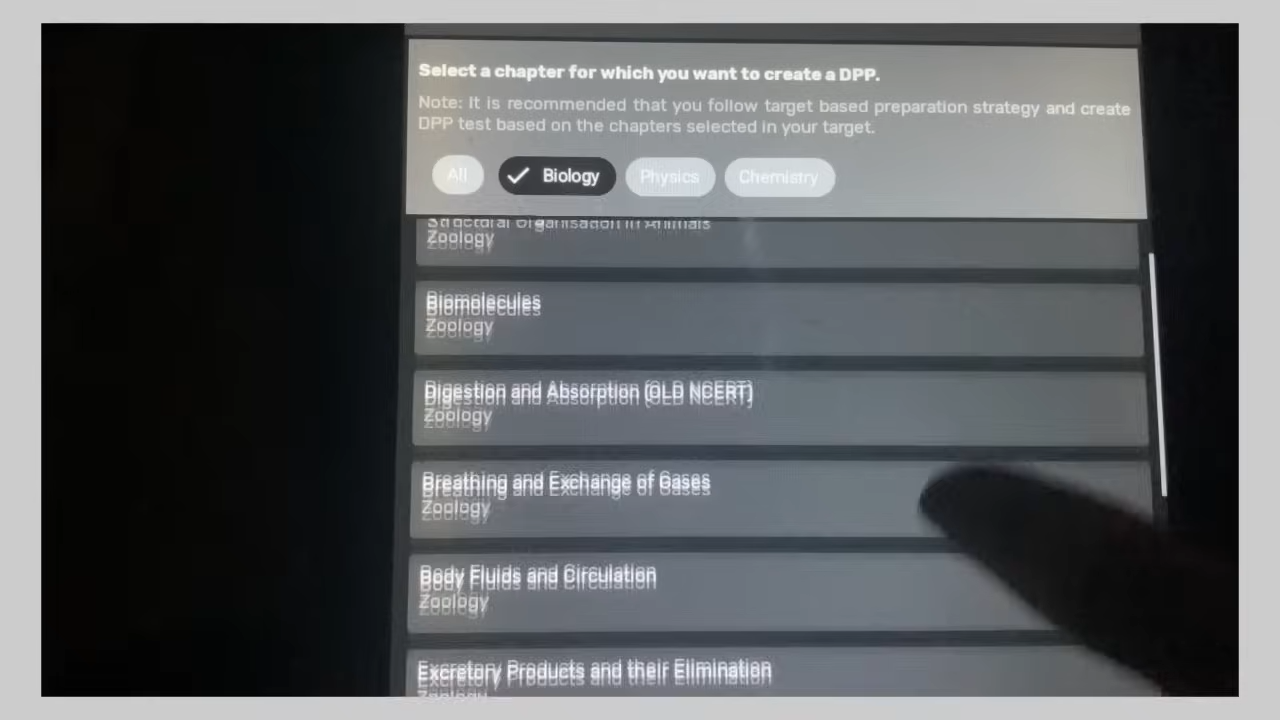 Select a chapter for which you want to create a DPP.
Note: It is recommended that you follow target based preparation strategy and create
DPP test based on the chapters selected in your target.
All Biology Physics Chemistry
Structural Organisation in Animals
Zoology
Biomolecules
Zoology
Digestion and Absorption (OLD NCERT)
Zoology
Breathing and Exchange of Gases
Zoology
Body Fluids and Circulation
Zoology
Excretory Products and their Elimination
Zoology